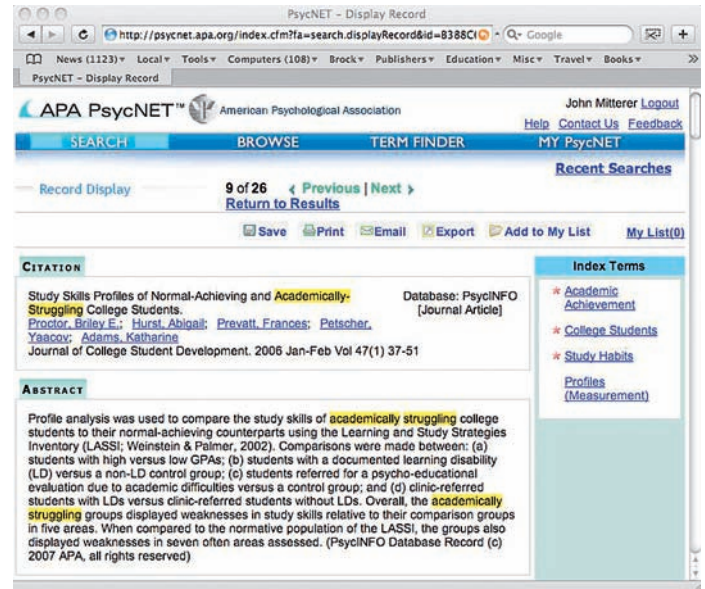 PsycNET – Display Record
http://psycnet.apa.org/index.cfm?fa=search.displayRecord&id=B388C
Google
News (1123) Local Tools Computers (108) Brock Publishers Education Misc Travel Books »
PsycNET – Display Record
APA PsycNET™ American Psychological Association
John Mitterer Logout
Help Contact Us Feedback
SEARCH BROWSE TERM FINDER MY PsycNET
Recent Searches
Record Display
9 of 26 Previous | Next
Return to Results
Save Print Email Export Add to My List My List(0)
CITATION
Study Skills Profiles of Normal-Achieving and Academically-
Struggling College Students.
Proctor, Briley E.; Hurst, Abigail; Prevatt, Frances; Petscher,
Yaacov; Adams, Katharine
Journal of College Student Development. 2006 Jan-Feb Vol 47(1) 37-51
Database: PsycINFO
[Journal Article]
Index Terms
* Academic
Achievement
* College Students
* Study Habits
Profiles
(Measurement)
ABSTRACT
Profile analysis was used to compare the study skills of academically struggling college
students to their normal-achieving counterparts using the Learning and Study Strategies
Inventory (LASSI; Weinstein & Palmer, 2002). Comparisons were made between: (a)
students with high versus low GPAs; (b) students with a documented learning disability
(LD) versus a non-LD control group; (c) students referred for a psycho-educational
evaluation due to academic difficulties versus a control group; and (d) clinic-referred
students with LDs versus clinic-referred students without LDs. Overall, the academically
struggling groups displayed weaknesses in study skills relative to their comparison groups
in five areas. When compared to the normative population of the LASSI, the groups also
displayed weaknesses in seven often areas assessed. (PsycINFO Database Record (c)
2007 APA, all rights reserved)